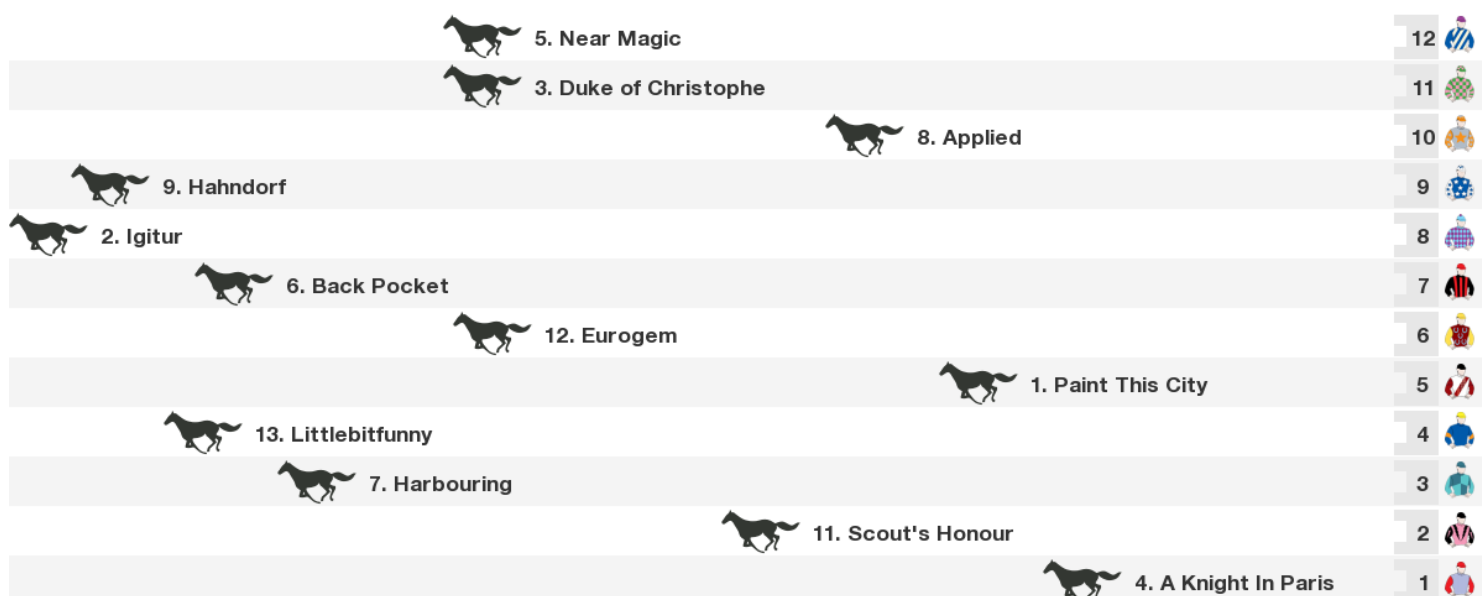 5. Near Magic 12
3. Duke of Christophe 11
8. Applied 10
9. Hahndorf 9
2. Igitur 8
6. Back Pocket 7
12. Eurogem 6
1. Paint This City 5
13. Littlebitfunny 4
7. Harbouring 3
11. Scout's Honour 2
4. A Knight In Paris 1